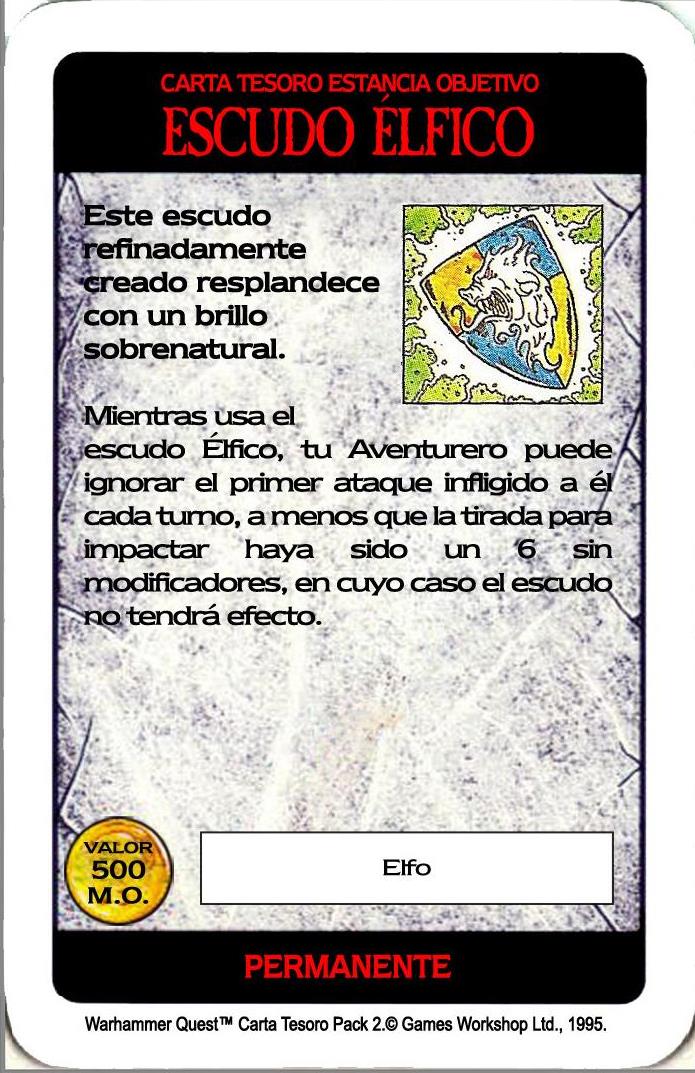 CARTA TESORO ESTANCIA OBJETIVO
ESCUDO ÉLFICO
Este escudo
refinadamente
creado resplandece
con un brillo
sobrenatural.
Mientras usa el
escudo Élfico, tu Aventurero puede
ignorar el primer ataque infligido a él
cada turno, a menos que la tirada para
impactar haya sido un 6 sin
modificadores, en cuyo caso el escudo
no tendrá efecto.
VALOR
500
M.O.
Elfo
PERMANENTE
Warhammer Quest™ Carta Tesoro Pack 2.© Games Workshop Ltd., 1995.